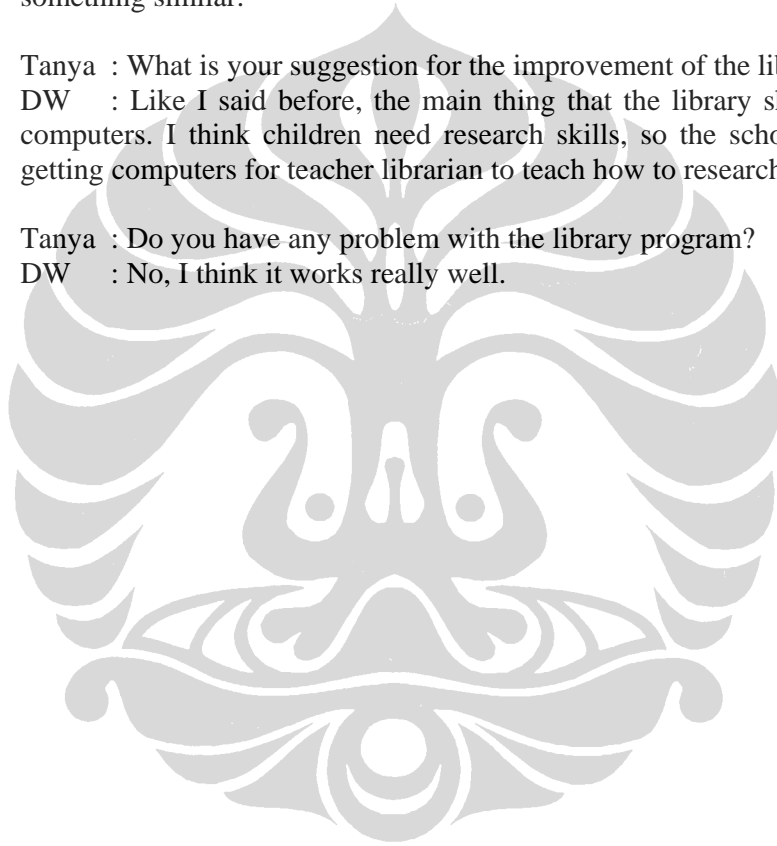 something similar.
Tanya : What is your suggestion for the improvement of the
DW : Like I said before, the main thing that the library
computers. I think children need research skills, so the
getting computers for teacher librarian to teach how to research
Tanya : Do you have any problem with the library program?
DW : No, I think it works really well.